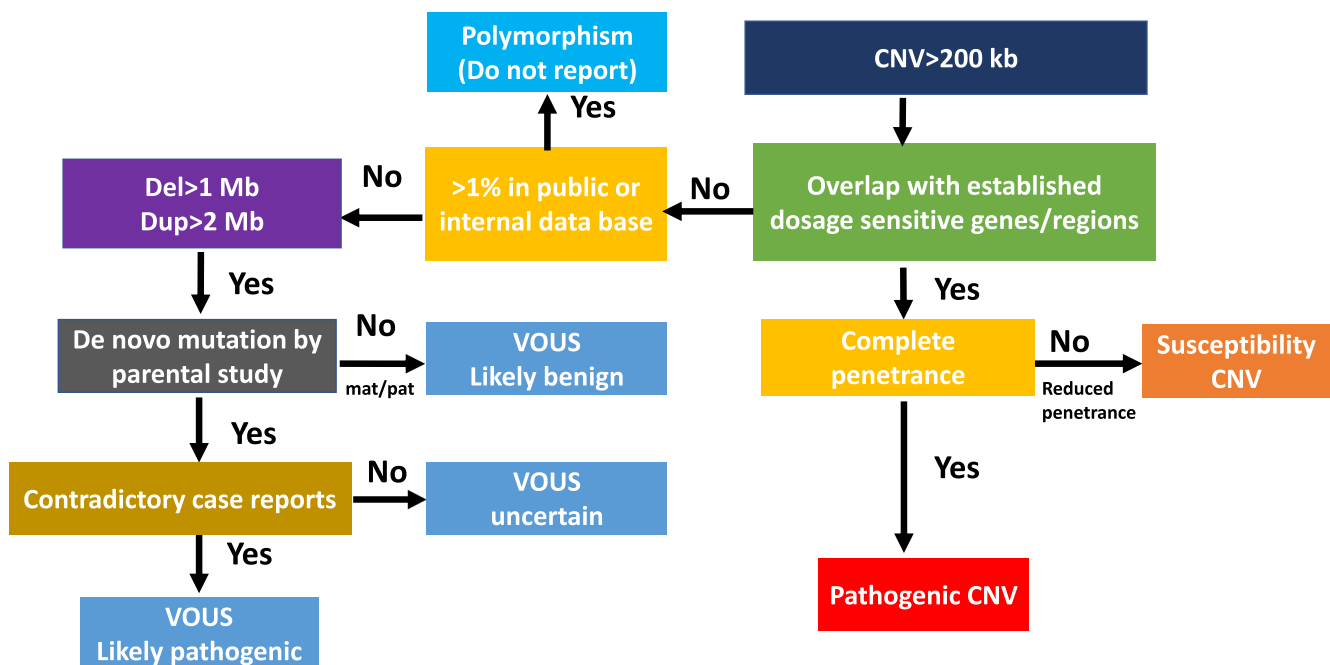 Polymorphism
(Do not report)
CNV>200 kb
Yes
Del>1 Mb
Dup>2 Mb
No
>1% in public or
internal data base
No
Overlap with established
dosage sensitive genes/regions
Yes
Yes
De novo mutation by
parental study
No
mat/pat
VOUS
Likely benign
Complete
penetrance
No
Reduced
penetrance
Susceptibility
CNV
Yes
Yes
Contradictory case reports
No
VOUS
uncertain
Yes
Pathogenic CNV
VOUS
Likely pathogenic